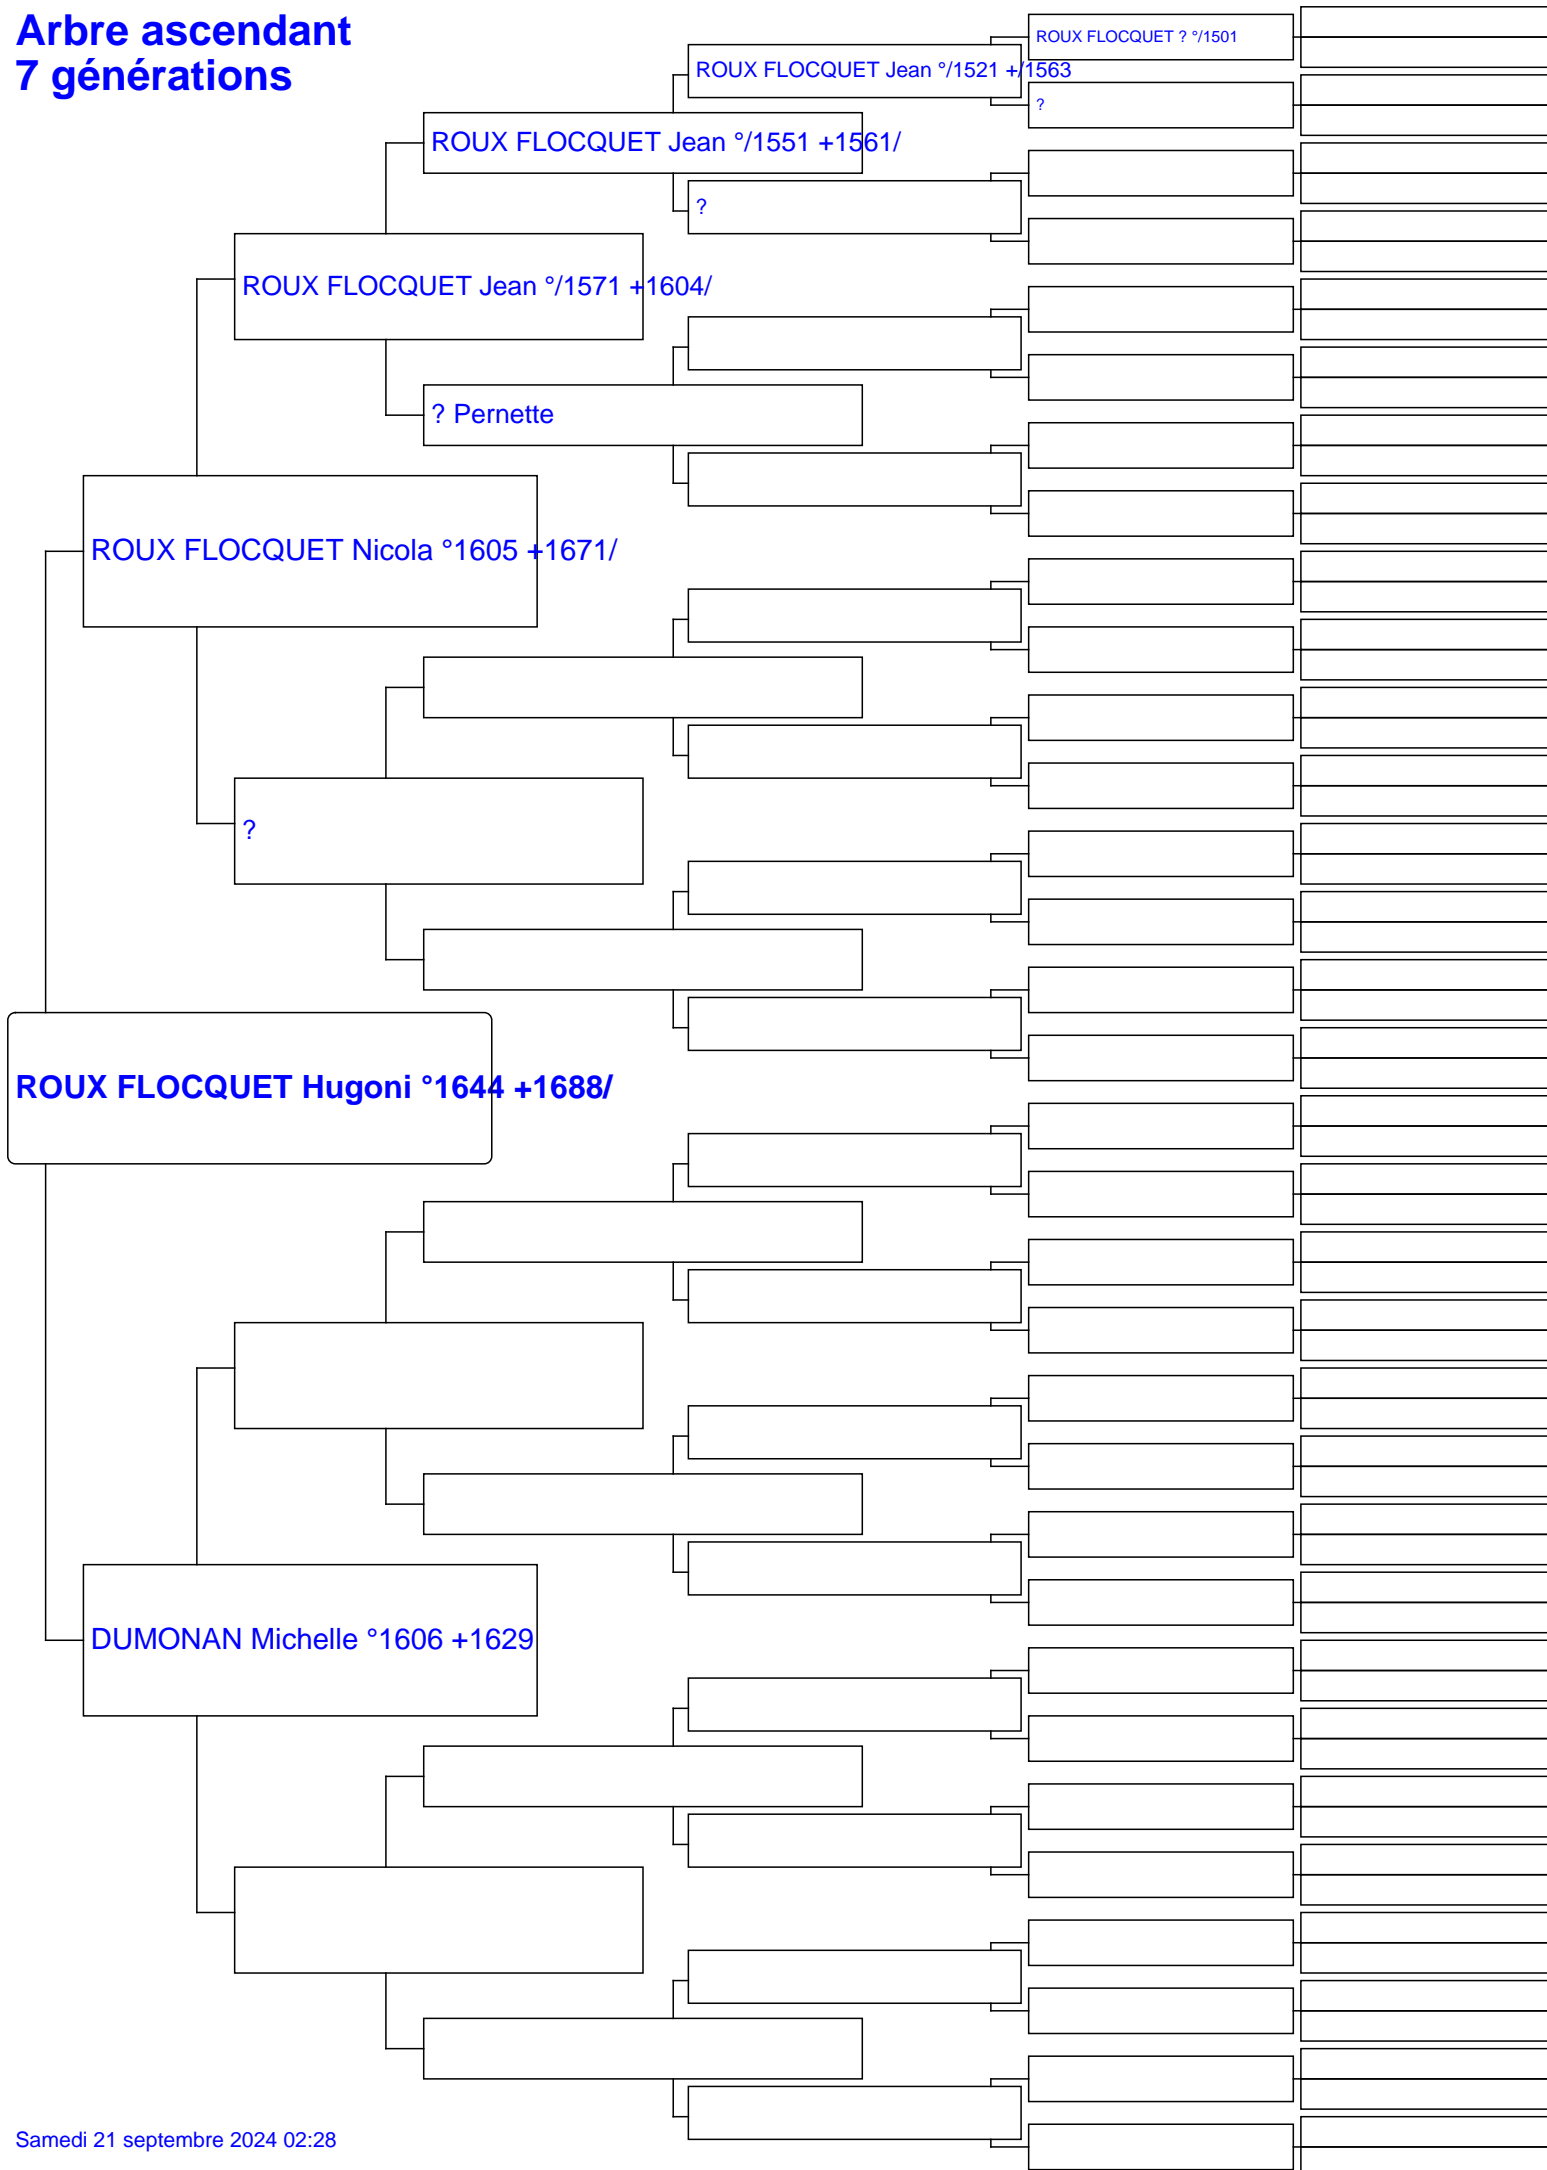 Arbre ascendant
7 générations
ROUX FLOCQUET ? °/1501
ROUX FLOCQUET Jean °/1521 +/1563
?
ROUX FLOCQUET Jean °/1551 +1561/
?
ROUX FLOCQUET Jean °/1571 +1604/
? Pernette
ROUX FLOCQUET Nicola °1605 +1671/
?
ROUX FLOCQUET Hugoni °1644 +1688/
DUMONAN Michelle °1606 +1629
Samedi 21 septembre 2024 02:28